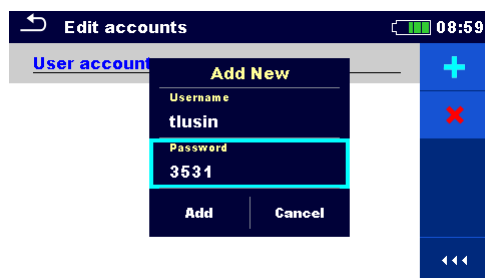 Edit accounts
08:59
User account
Add New
Username
tlusin
Password
3531
Add
Cancel